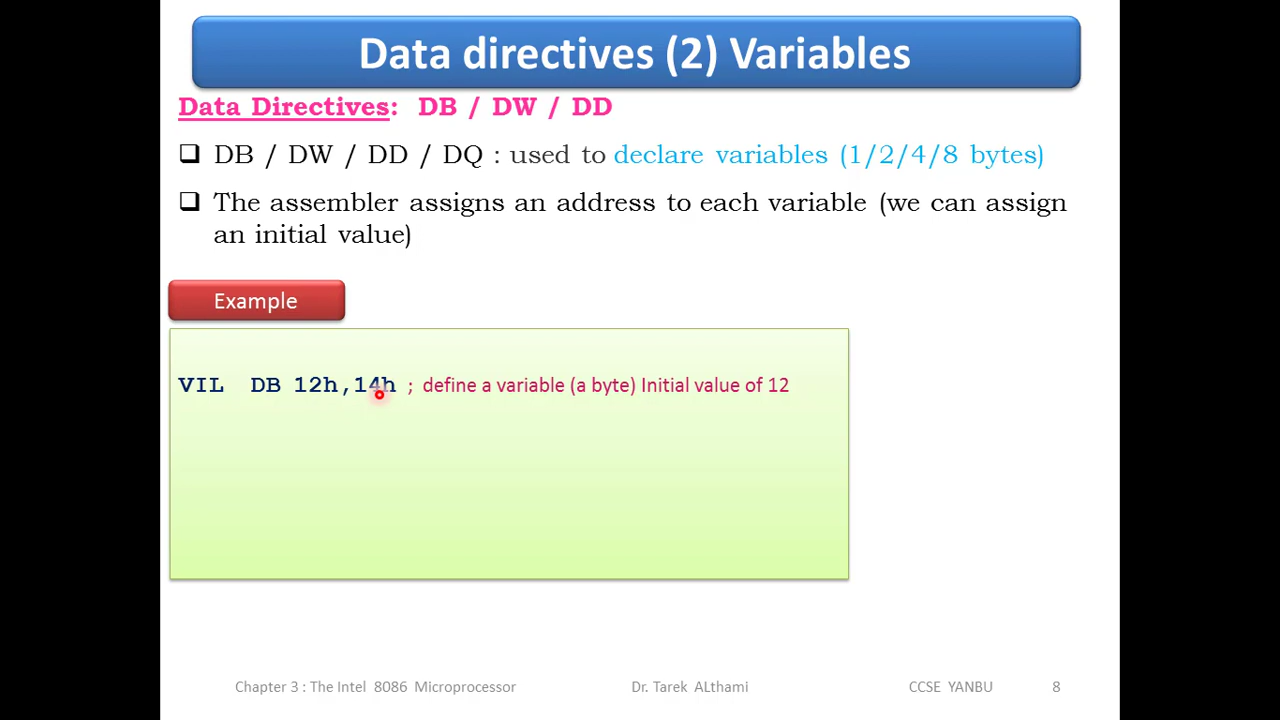 Data directives (2) Variables
Data Directives: DB / DW / DD
DB / DW / DD / DQ : used to declare variables (1/2/4/8 bytes)
The assembler assigns an address to each variable (we can assign
an initial value)
Example
VIL DB 12h,14h ; define a variable (a byte) Initial value of 12
Chapter 3 : The Intel 8086 Microprocessor Dr. Tarek ALthami CCSE YANBU 8